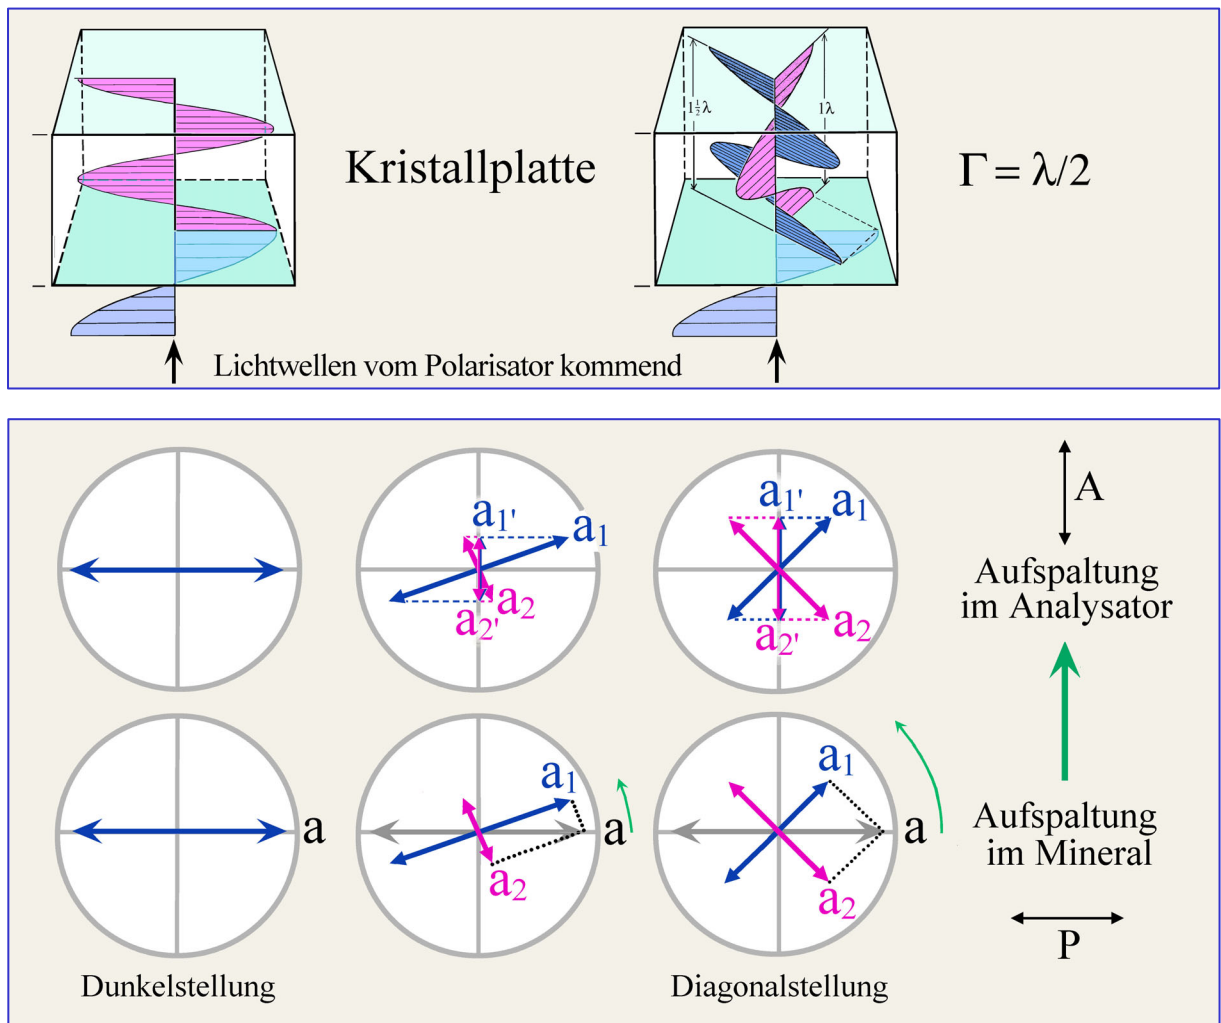 Kristallplatte
1½λ
1λ
Γ = λ/2
Lichtwellen vom Polarisator kommend
a1'
a1
a2
a2'
a1'
a1
a2'
a2
A
Aufspaltung
im Analysator
a
a1
a
a2
a1
a
a2
Aufspaltung
im Mineral
P
Dunkelstellung
Diagonalstellung